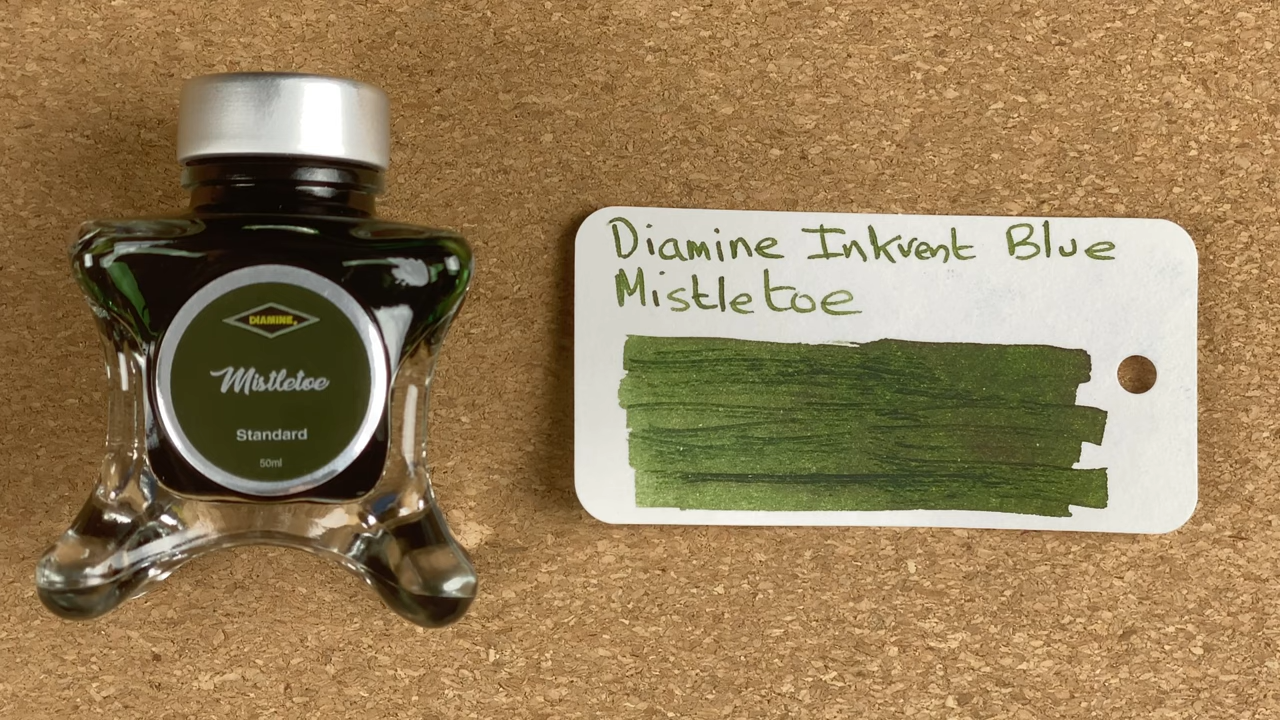 DIAMINE
Mistletoe
Standard
50ml
Diamine Inkvent Blue
Mistletoe